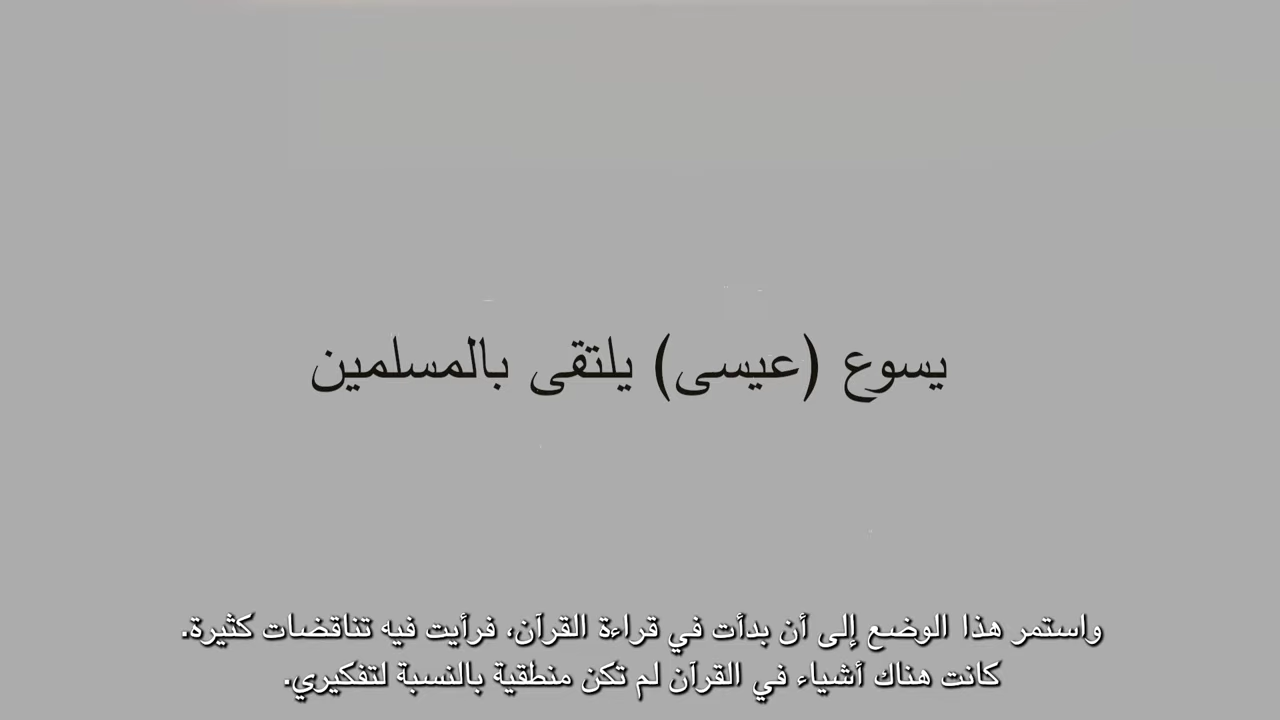 يسوع (عيسى) يلتقى بالمسلمين
واستمر هذا الوضع إلى أن بدأت في قراءة القرآن، فرأيت فيه تناقضات كثيرة.
كانت هناك أشياء في القرآن لم تكن منطقية بالنسبة لتفكيري.